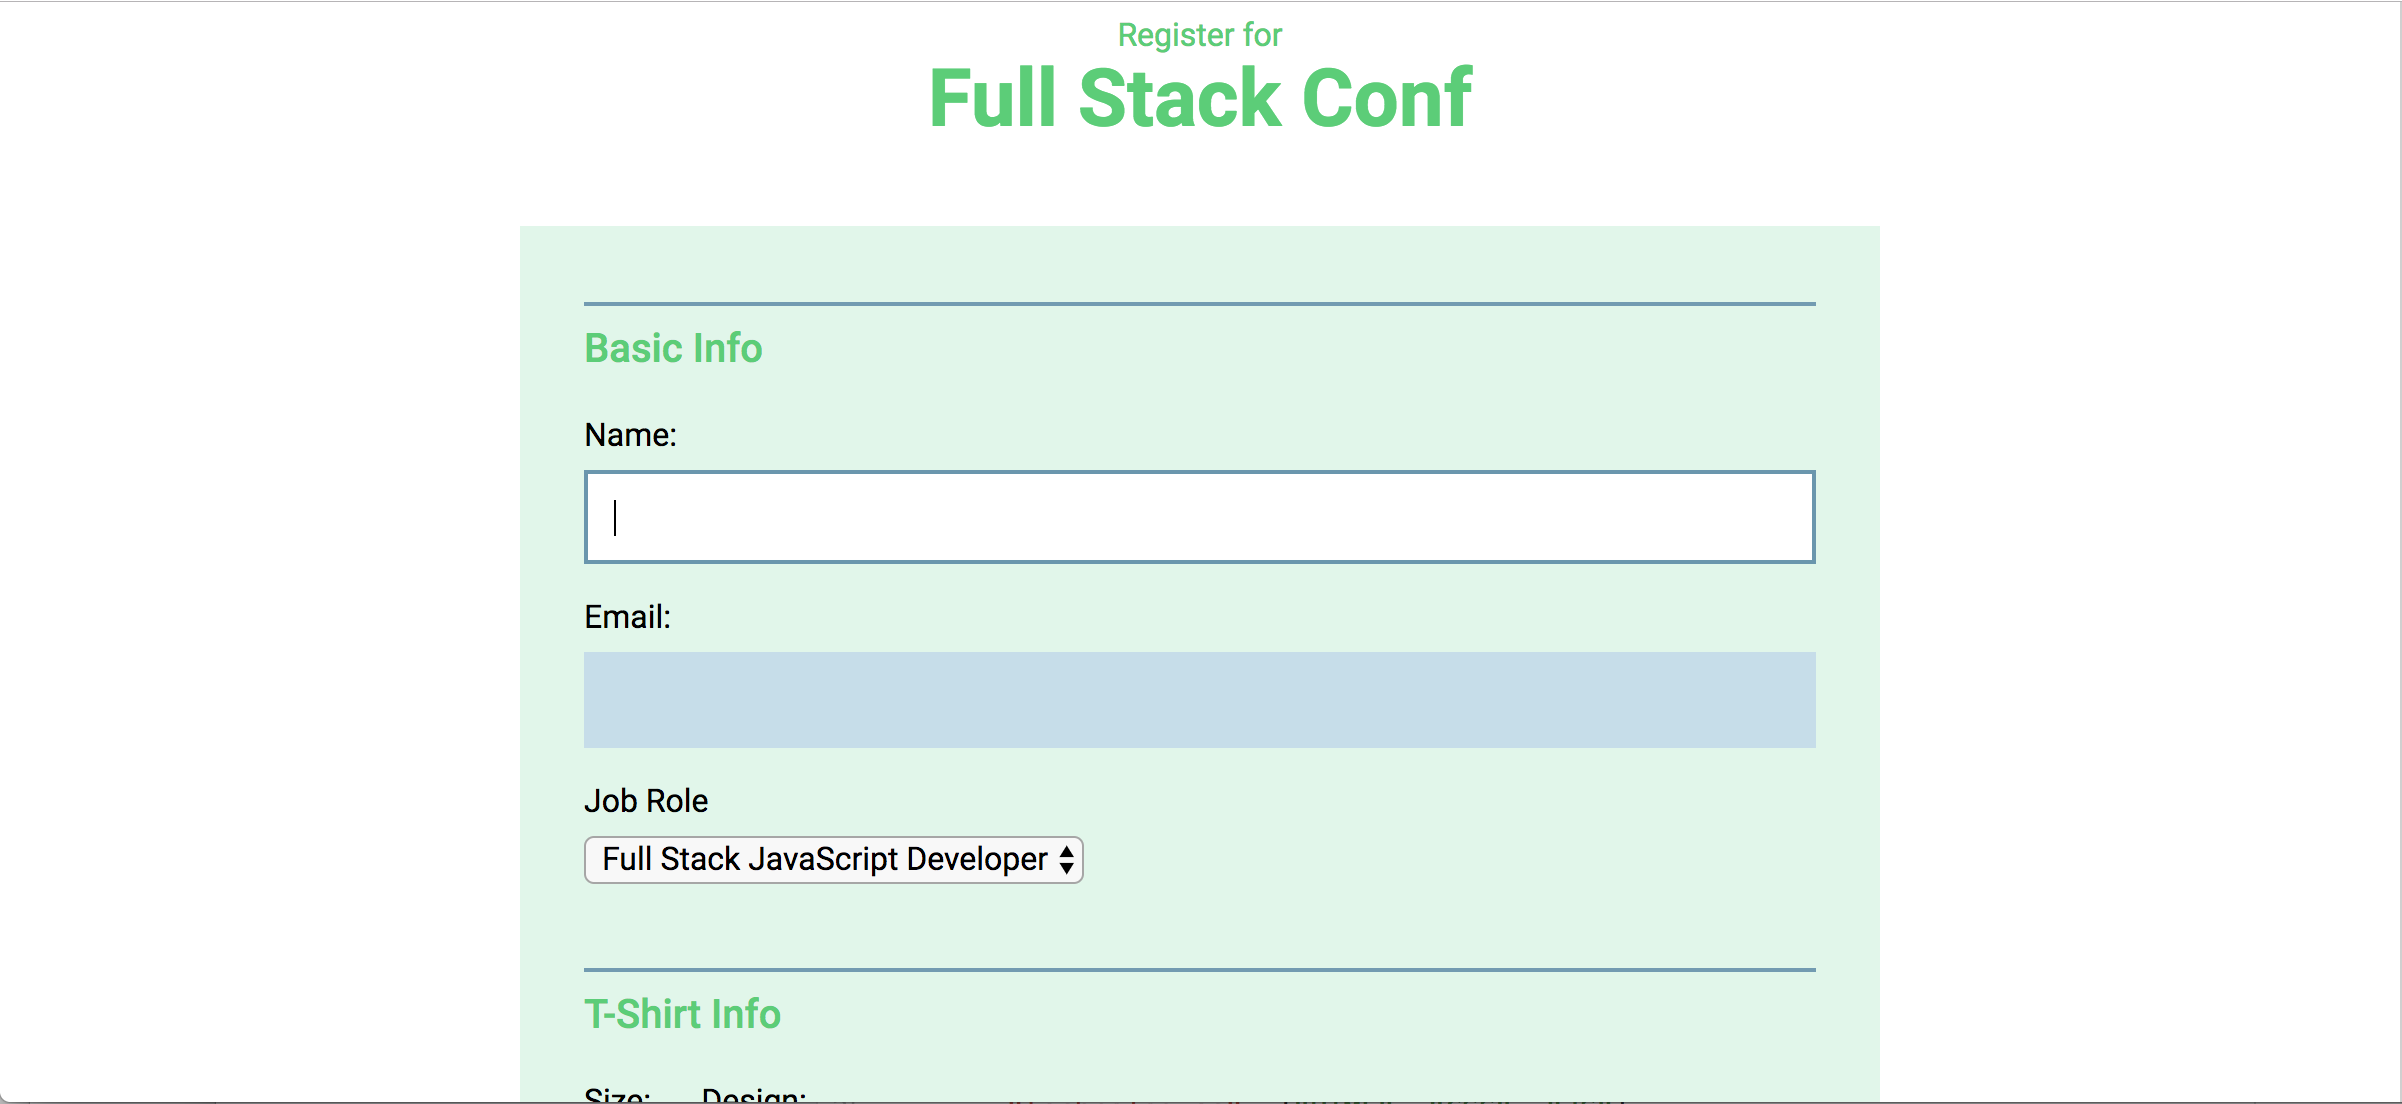 Register for
Full Stack Conf
Basic Info
Name:
Email:
Job Role
Full Stack JavaScript Developer
T-Shirt Info
Size: Design: